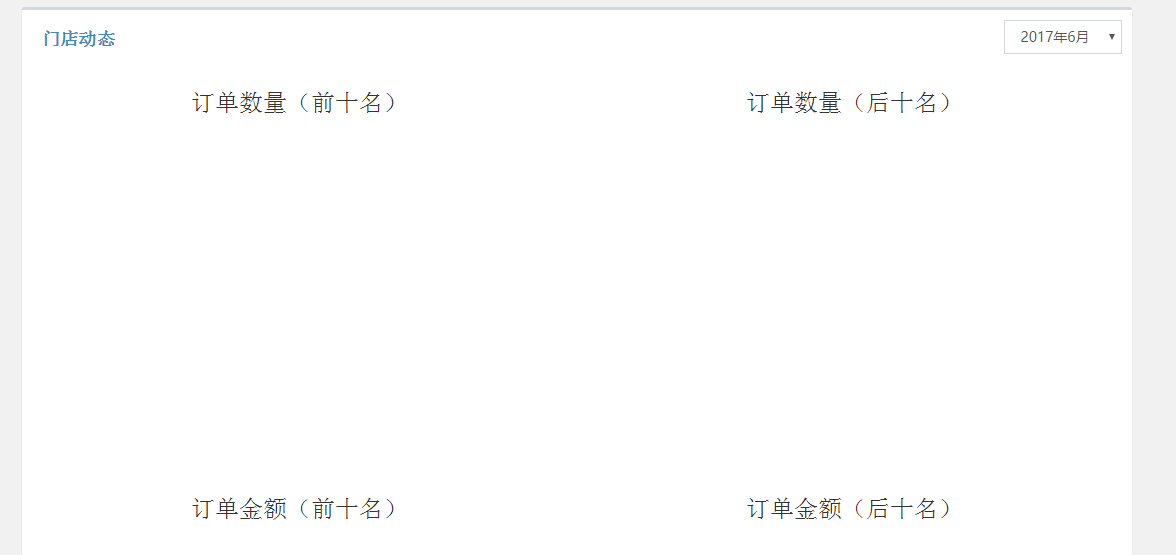 门店动态
2017年6月
订单数量（前十名）
订单数量（后十名）
订单金额（前十名）
订单金额（后十名）